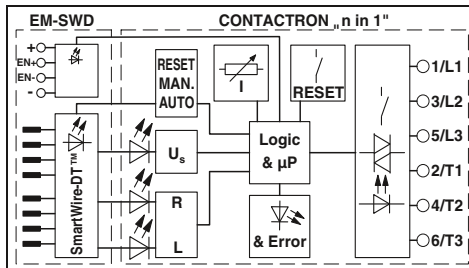 EM-SWD
CONTACTRON „n in 1"
+
EN+
EN-
-
SmartWire-DT™
RESET
MAN.
AUTO
I
RESET
Us
Logic
& µP
R
L
& Error
1/L1
3/L2
5/L3
2/T1
4/T2
6/T3